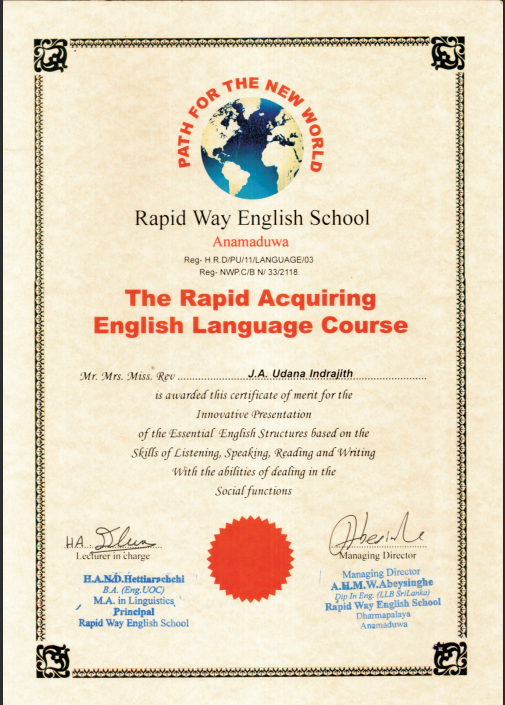 PATH FOR THE NEW WORLD
Rapid Way English School
Anamaduwa
Reg- H.R.D/PU/11/LANGUAGE/03
Reg- NWP.C/B N/ 33/2118
The Rapid Acquiring
English Language Course
Mr. Mrs. Miss. Rev J.A. Udana Indrajith
is awarded this certificate of merit for the
Innovative Presentation
of the Essential English Structures based on the
Skills of Listening, Speaking, Reading and Writing
With the abilities of dealing in the
Social functions
H.A.
Lecturer in charge
H.A.N.D.Hettiarachchi
B.A. (Eng.UOC)
M.A. in Linguistics
Principal
Rapid Way English School
Managing Director
Managing Director
A.H.M.W.Abeysinghe
Dip In Eng. (LLB SriLanka)
Rapid Way English School
Dharmapalaya
Anamaduwa